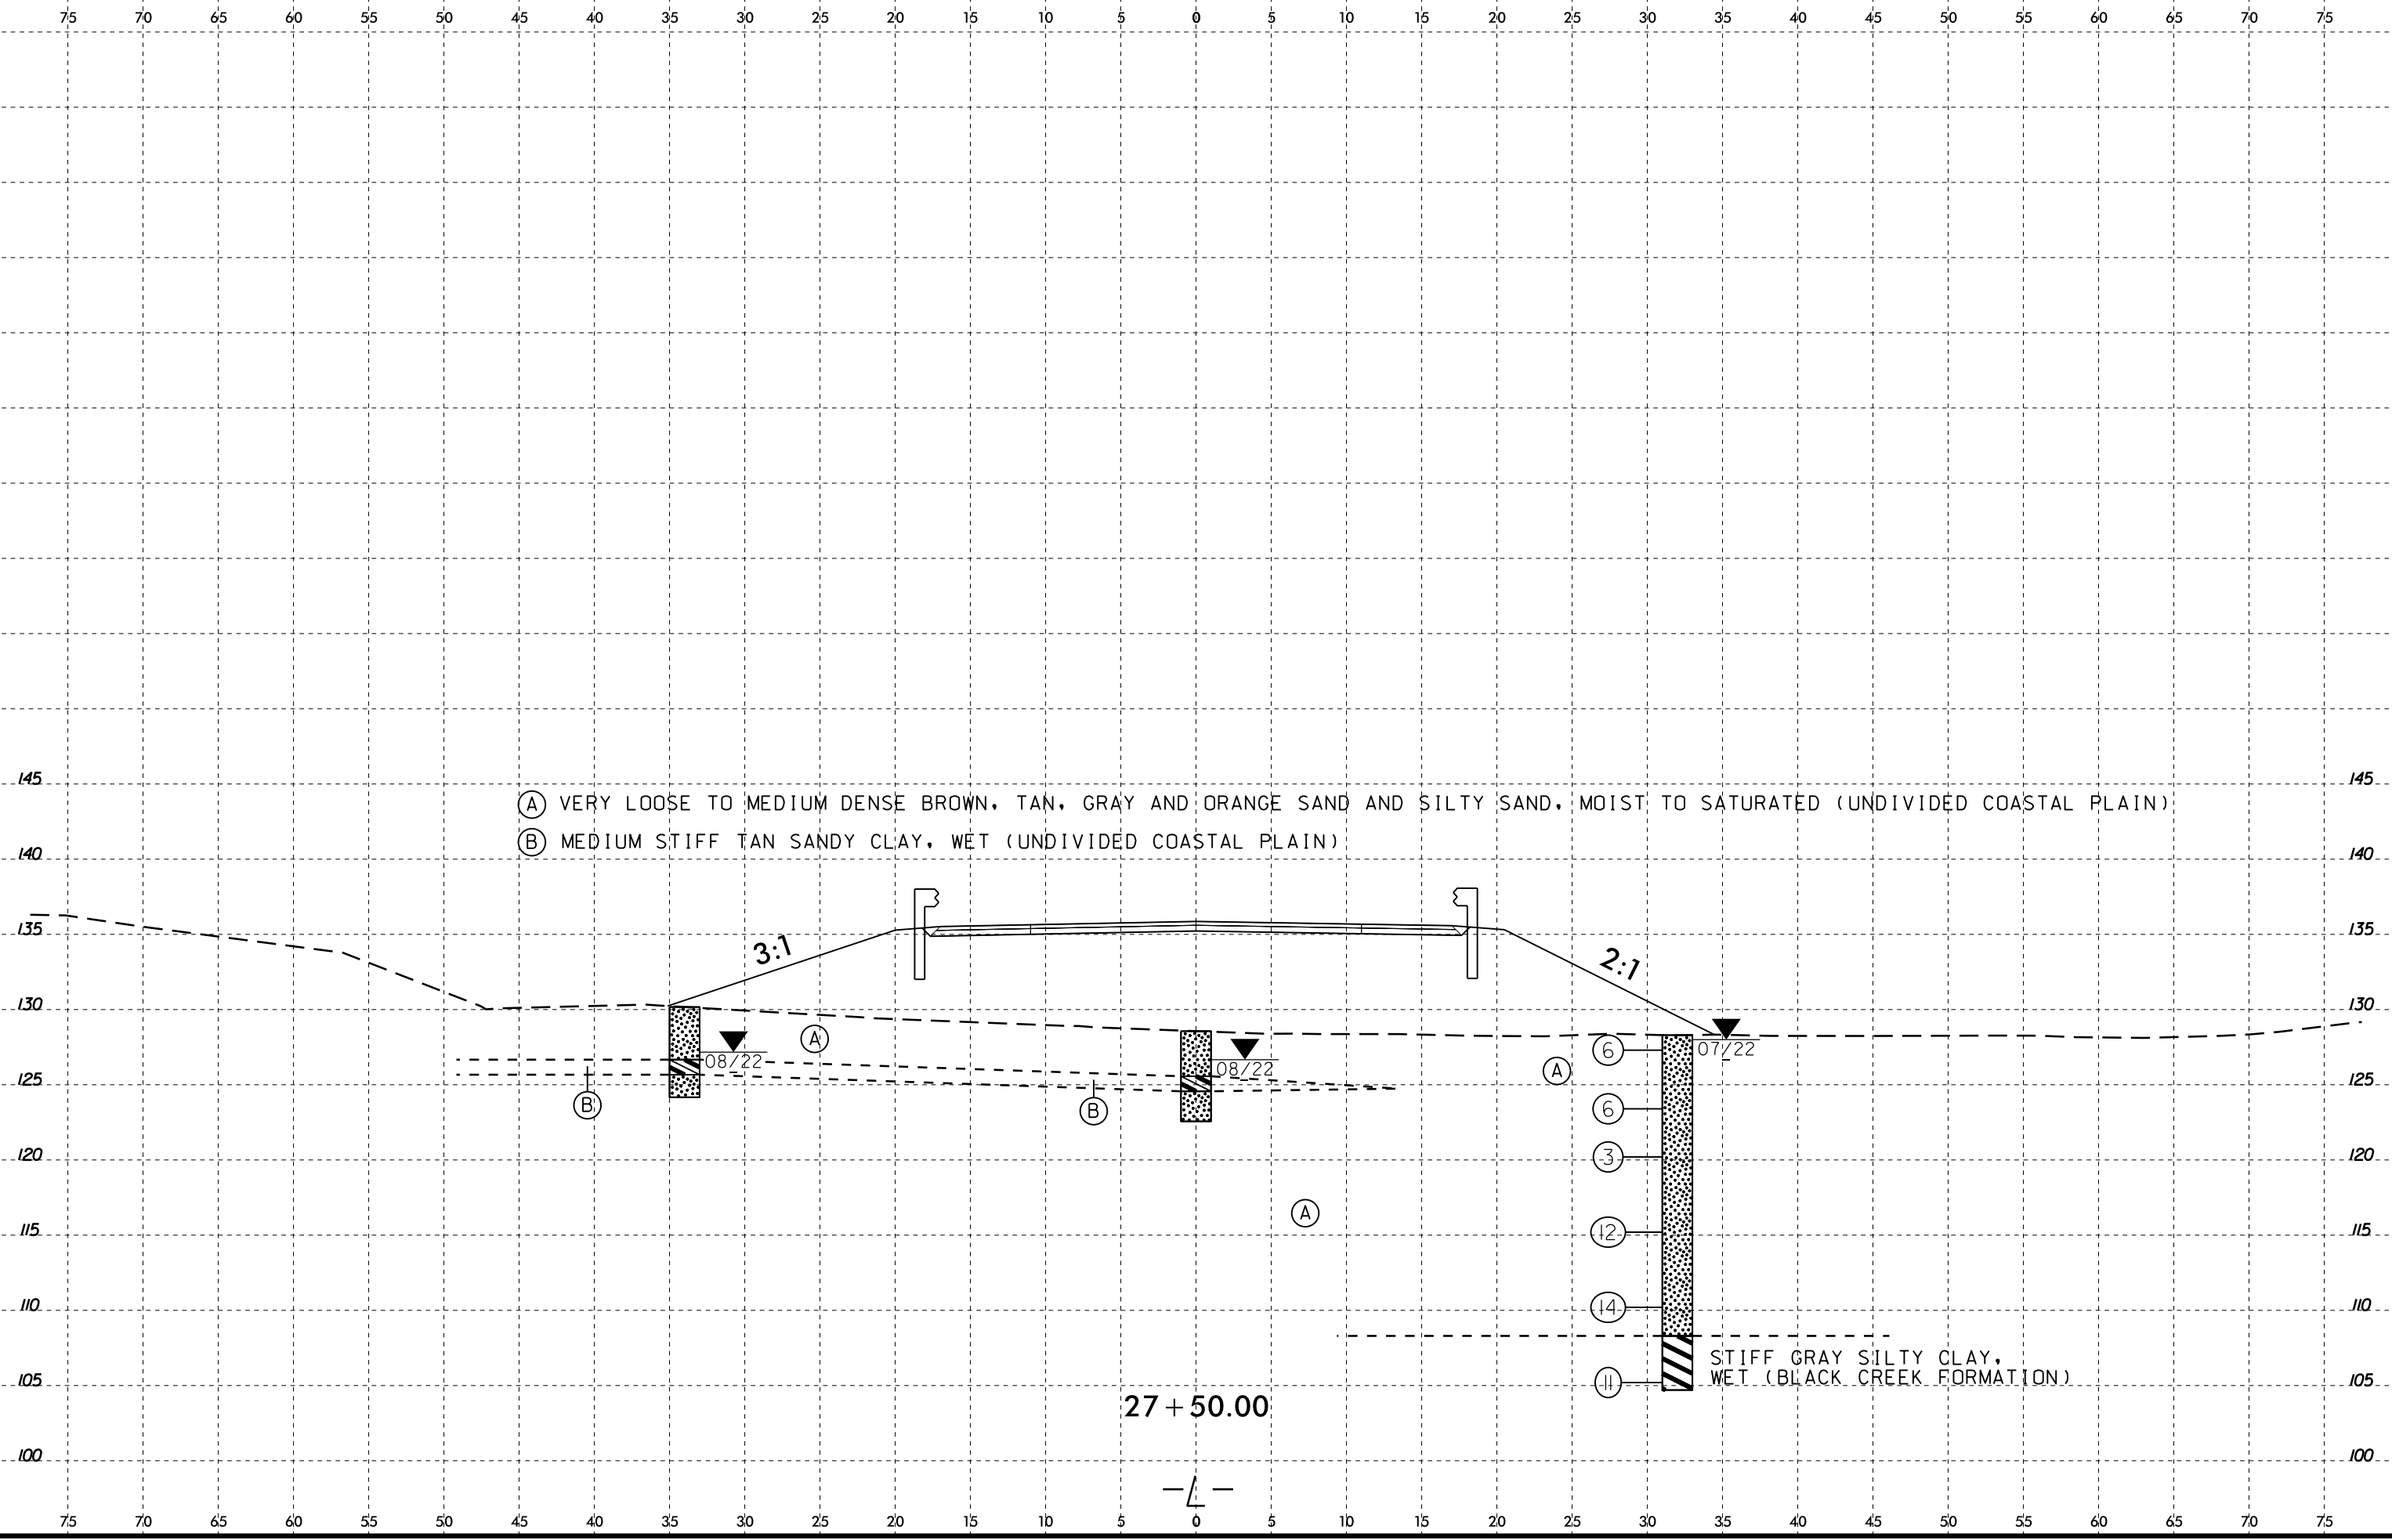 75 70 65 60 55 50 45 40 35 30 25 20 15 10 5 0 5 10 15 20 25 30 35 40 45 50 55 60 65 70 75
145 145
Ⓐ VERY LOOSE TO MEDIUM DENSE BROWN, TAN, GRAY AND ORANGE SAND AND SILTY SAND, MOIST TO SATURATED (UNDIVIDED COASTAL PLAIN)
Ⓑ MEDIUM STIFF TAN SANDY CLAY, WET (UNDIVIDED COASTAL PLAIN)
140 140
135 135
3:1 2:1
130 130
A
08/22
08/22
6
07/22
A
125 125
B
B
6
120 3 120
A
115 12 115
110 14 110
STIFF GRAY SILTY CLAY,
WET (BLACK CREEK FORMATION)
105 11 105
27+50.00
100 100
-L-
75 70 65 60 55 50 45 40 35 30 25 20 15 10 5 0 5 10 15 20 25 30 35 40 45 50 55 60 65 70 75